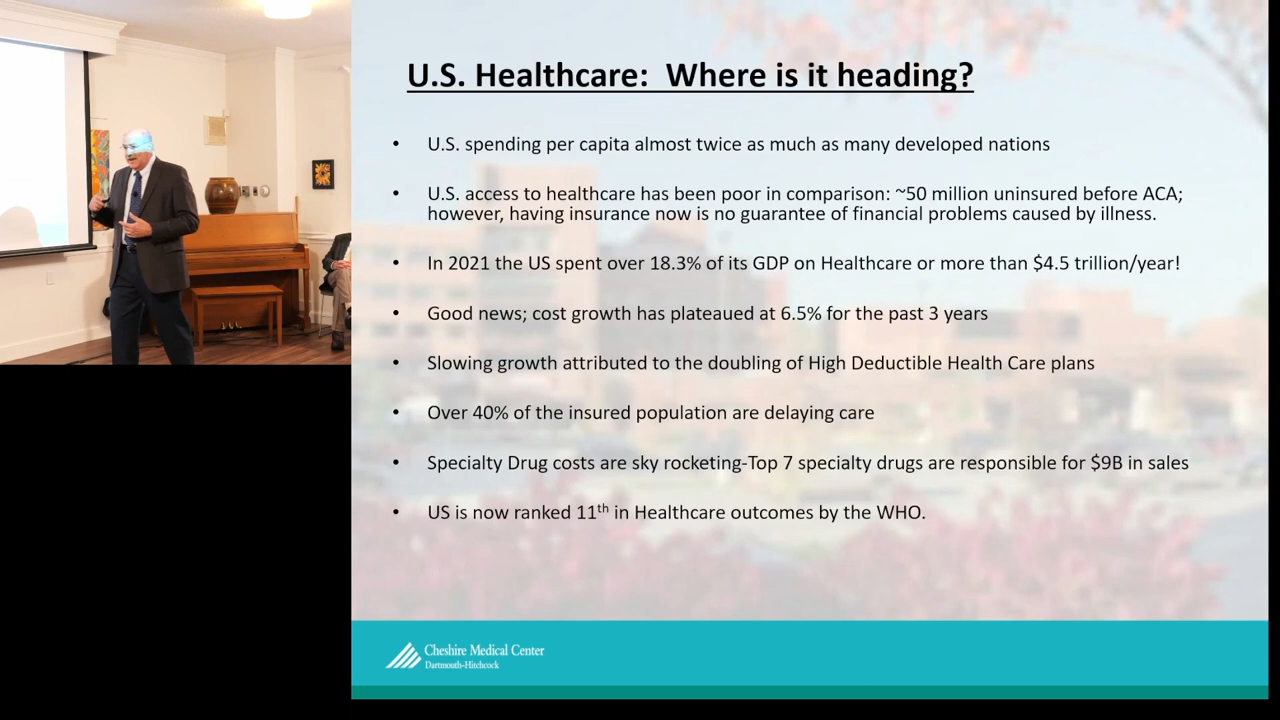 U.S. Healthcare:  Where is it heading?
• U.S. spending per capita almost twice as much as many developed nations
• U.S. access to healthcare has been poor in comparison: ~50 million uninsured before ACA;
however, having insurance now is no guarantee of financial problems caused by illness.
• In 2021 the US spent over 18.3% of its GDP on Healthcare or more than $4.5 trillion/year!
• Good news; cost growth has plateaued at 6.5% for the past 3 years
• Slowing growth attributed to the doubling of High Deductible Health Care plans
• Over 40% of the insured population are delaying care
• Specialty Drug costs are sky rocketing-Top 7 specialty drugs are responsible for $9B in sales
• US is now ranked 11th in Healthcare outcomes by the WHO.
Cheshire Medical Center
Dartmouth-Hitchcock